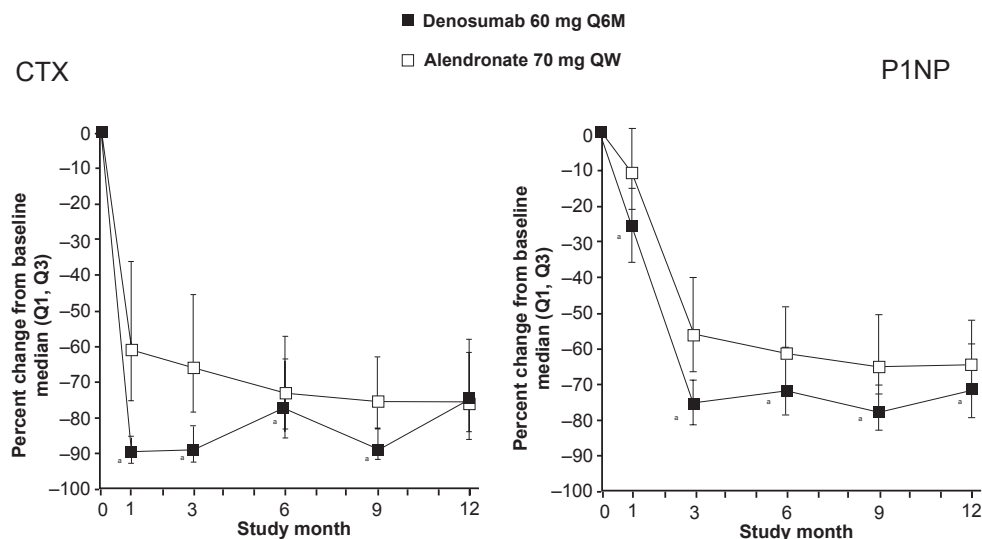 Denosumab 60 mg Q6M
Alendronate 70 mg QW
CTX
P1NP
Percent change from baseline
median (Q1, Q3)
0
–10
–20
–30
–40
–50
–60
–70
–80
–90
–100
a
a
a
a
0 1 3 6 9 12
Study month
Percent change from baseline
median (Q1, Q3)
0
–10
–20
–30
–40
–50
–60
–70
–80
–90
–100
a
a
a
a
a
0 1 3 6 9 12
Study month